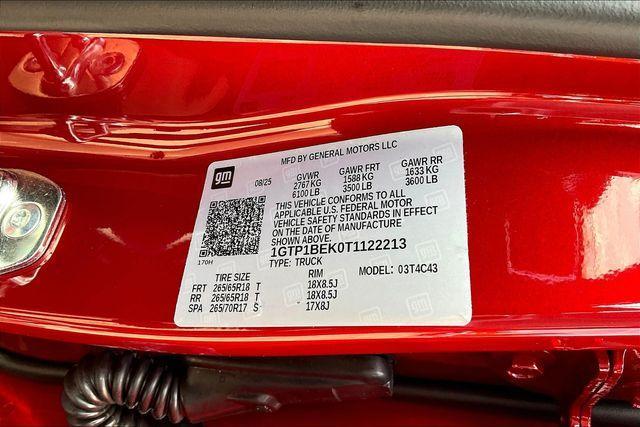 gm
MFD BY GENERAL MOTORS LLC
08/25 GVWR GAWR FRT GAWR RR
2767 KG 1588 KG 1633 KG
6100 LB 3500 LB 3600 LB
THIS VEHICLE CONFORMS TO ALL
APPLICABLE U.S. FEDERAL MOTOR
VEHICLE SAFETY STANDARDS IN EFFECT
ON THE DATE OF MANUFACTURE
SHOWN ABOVE.
1GTP1BEK0T1122213
170H
TYPE: TRUCK MODEL: 03T4C43
TIRE SIZE RIM
FRT 265/65R18 T 18X8.5J
RR 265/65R18 T 18X8.5J
SPA 265/70R17 S 17X8J